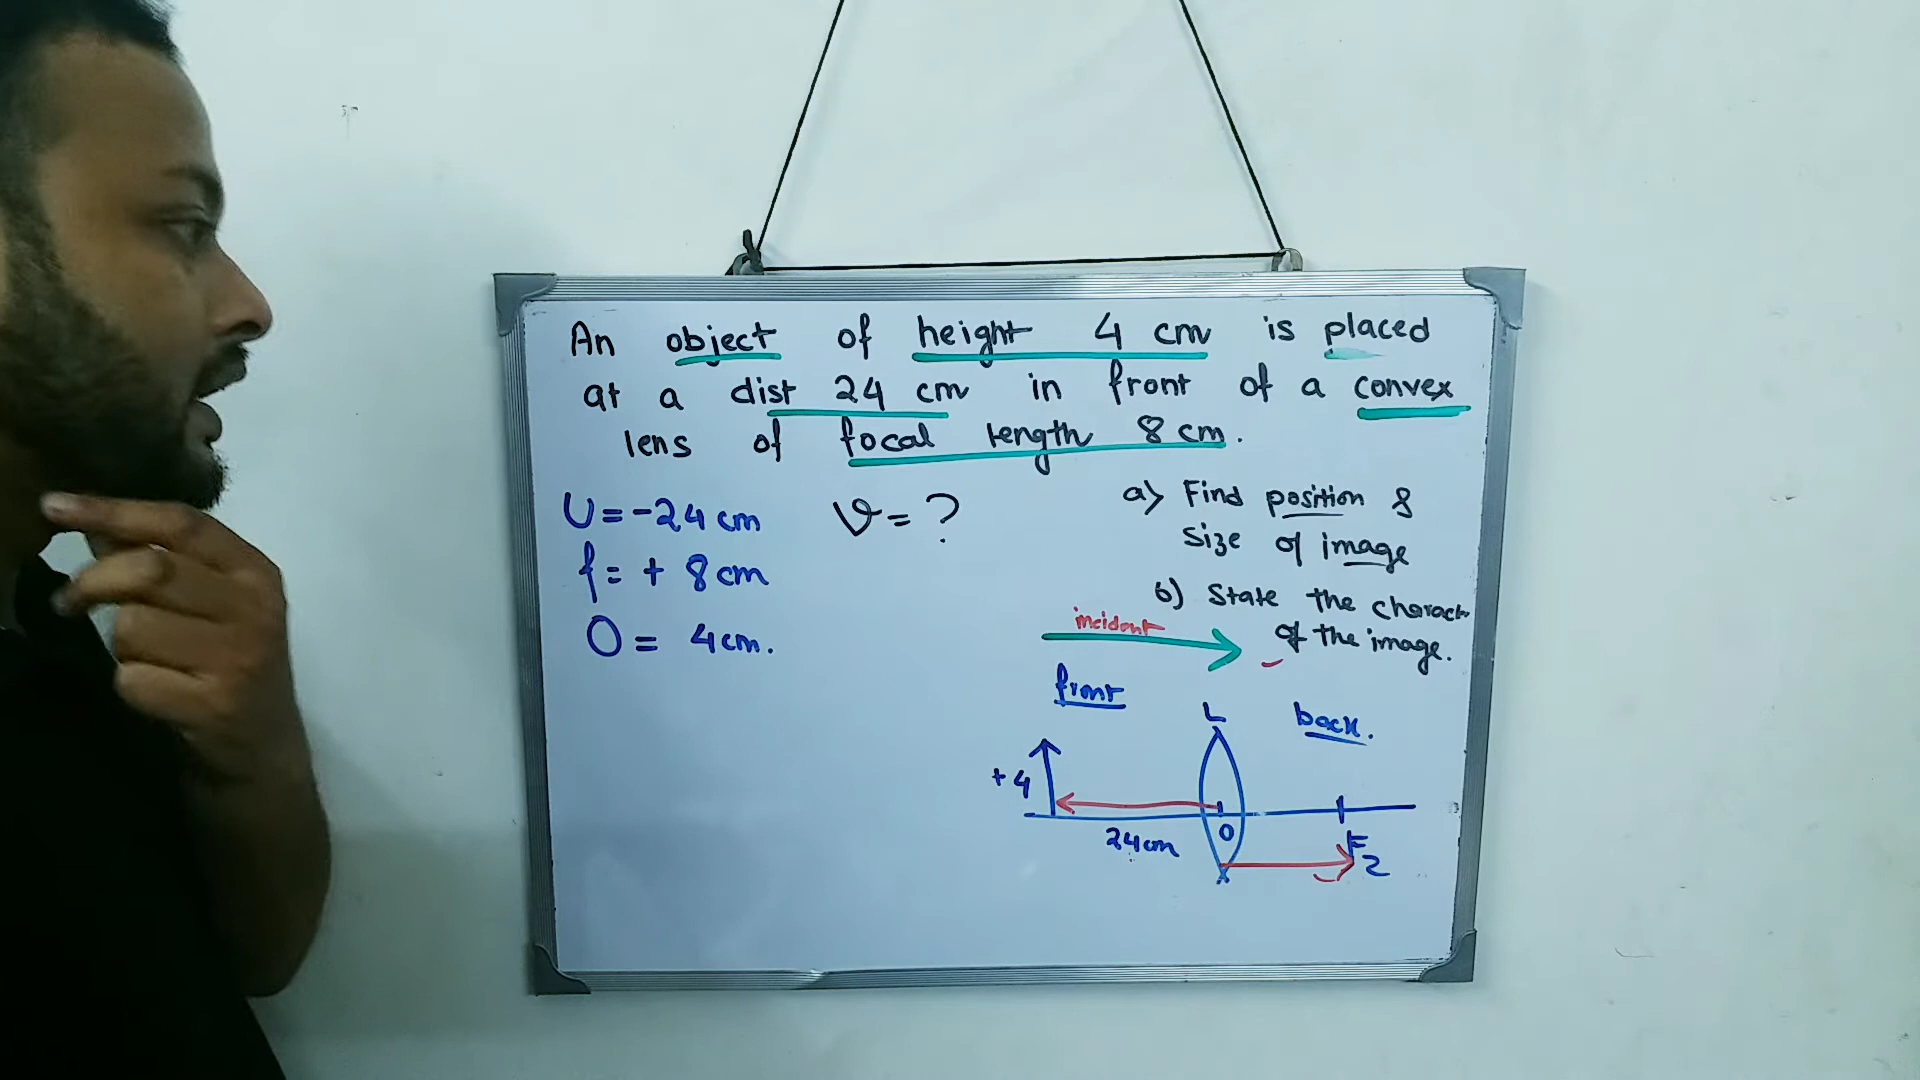 An object of height 4 cm is placed
at a dist 24 cm in front of a convex
lens of focal length 8 cm.
U = -24 cm
v = ?
f = + 8 cm
O = 4 cm.
a) Find position &
size of image
b) State the charact
of the image.
incident
front
back.
L
+4
24cm
O
F2